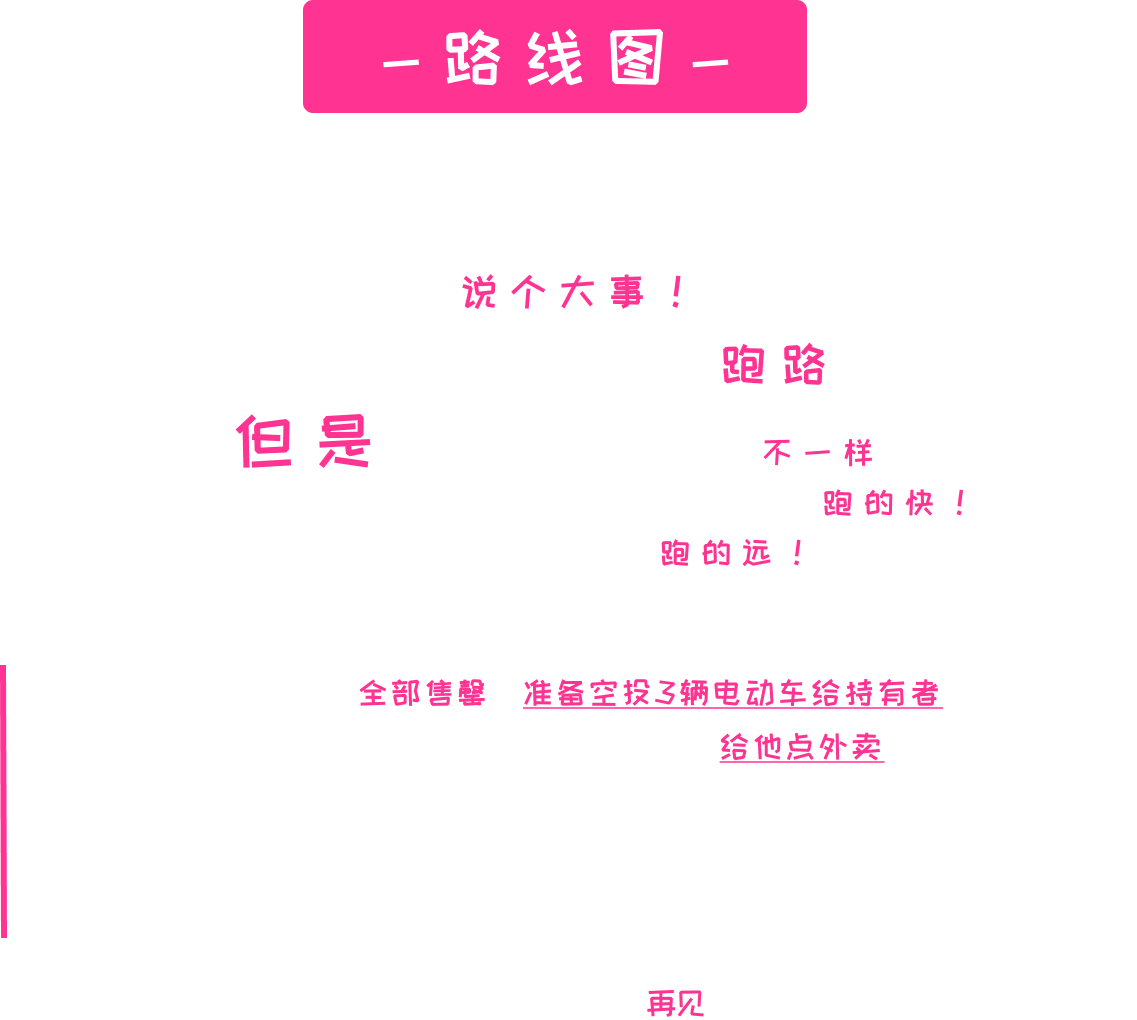 －路线图－
说个大事！
跑路
但是
不一样
跑的快！
跑的远！
全部售罄 准备空投3辆电动车给持有者
给他点外卖
再见